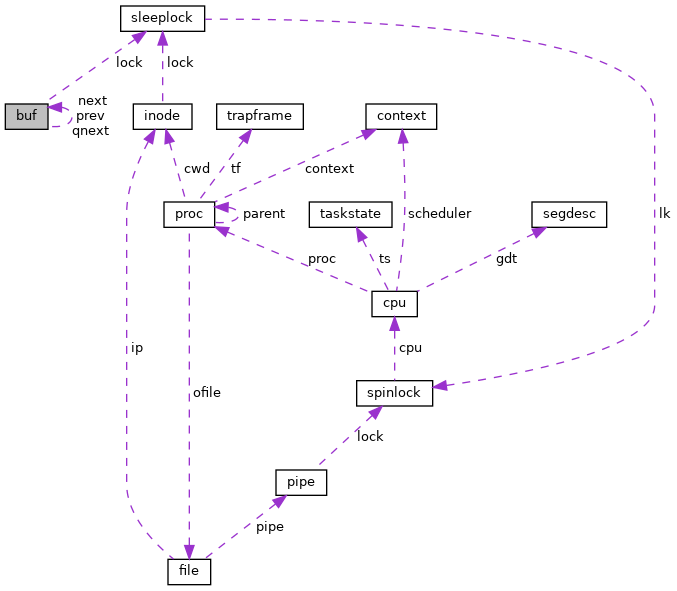 sleeplock
lock
lock
next
prev
qnext
buf
inode
trapframe
context
cwd
tf
context
proc
parent
taskstate
scheduler
segdesc
lk
proc
ts
gdt
cpu
ip
cpu
ofile
spinlock
lock
pipe
pipe
file